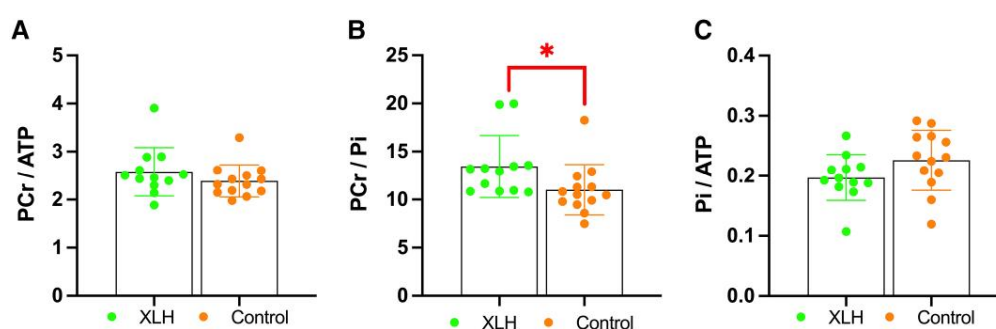 A
PCr / ATP
5
4
3
2
1
0
XLH
Control
B
PCr / Pi
25
20
15
10
5
0
*
XLH
Control
C
Pi / ATP
0.4
0.3
0.2
0.1
0.0
XLH
Control